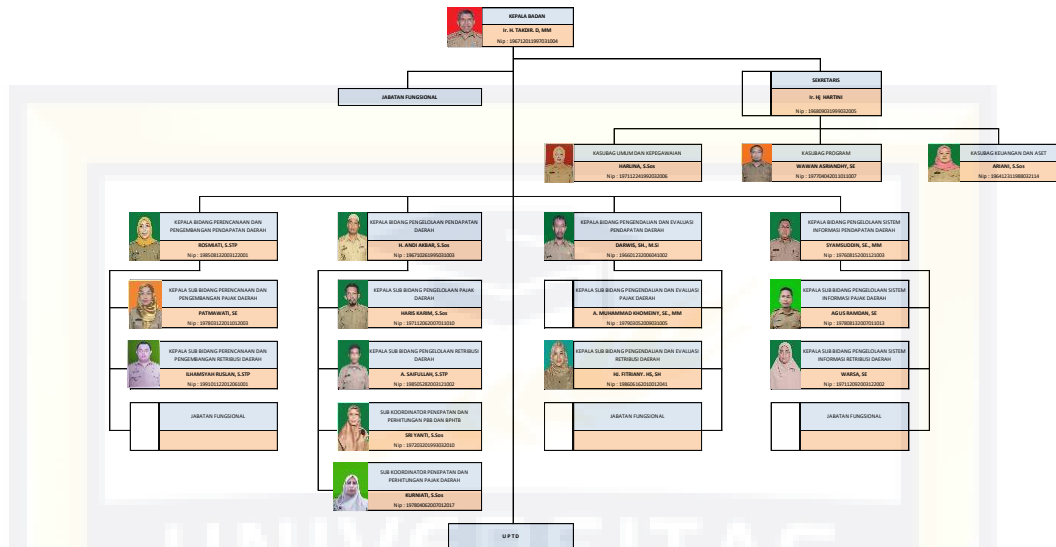 KEPALA BADAN
Ir. H. TAKDIR. D, MM
Nip : 196712011997031004
JABATAN FUNGSIONAL
SEKRETARIS
Ir. Hj HARTINI
Nip : 196809031999032005
KASUBAG UMUM DAN KEPEGAWAIAN
HARLINA, S.Sos
Nip : 197112241992032006
KASUBAG PROGRAM
WAWAN ASRIANDHY, SE
Nip : 197704042011011007
KASUBAG KEUANGAN DAN ASET
ARIANI, S.Sos
Nip : 196412311988032114
KEPALA BIDANG PERENCANAAN DAN
PENGEMBANGAN PENDAPATAN DAERAH
ROSMIATI, S.STP
Nip : 198508132003122001
KEPALA BIDANG PENGELOLAAN PENDAPATAN
DAERAH
H. ANDI AKBAR, S.Sos
Nip : 196710261995031003
KEPALA BIDANG PENGENDALIAN DAN EVALUASI
PENDAPATAN DAERAH
DARWIS, SH., M.Si
Nip : 196601232006041002
KEPALA BIDANG PENGELOLAAN SISTEM
INFORMASI PENDAPATAN DAERAH
SYAMSUDDIN, SE., MM
Nip : 197608152001121003
KEPALA SUB BIDANG PERENCANAAN DAN
PENGEMBANGAN PAJAK DAERAH
PATMAWATI, SE
Nip : 197803122011012003
KEPALA SUB BIDANG PENGELOLAAN PAJAK
DAERAH
HARIS KARIM, S.Sos
Nip : 197112062007011010
KEPALA SUB BIDANG PENGENDALIAN DAN EVALUASI
PAJAK DAERAH
A. MUHAMMAD KHOMEINY, SE., MM
Nip : 197903052009031005
KEPALA SUB BIDANG PENGELOLAAN SISTEM
INFORMASI PAJAK DAERAH
AGUS RAMDAN, SE
Nip : 197808132007011013
KEPALA SUB BIDANG PERENCANAAN DAN
PENGEMBANGAN RETRIBUSI DAERAH
ILHAMSYAH RUSLAN, S.STP
Nip : 199101122012061001
KEPALA SUB BIDANG PENGELOLAAN RETRIBUSI
DAERAH
A. SAIFULLAH, S.STP
Nip : 198505282003121002
KEPALA SUB BIDANG PENGENDALIAN DAN EVALUASI
RETRIBUSI DAERAH
HJ. FITRIANY. HS, SH
Nip : 198606162010012041
KEPALA SUB BIDANG PENGELOLAAN SISTEM
INFORMASI RETRIBUSI DAERAH
WARSA, SE
Nip : 197112092003122002
JABATAN FUNGSIONAL
SUB KOORDINATOR PENEPATAN DAN
PERHITUNGAN PBB DAN BPHTB
SRI YANTI, S.Sos
Nip : 197203201993032010
JABATAN FUNGSIONAL
JABATAN FUNGSIONAL
SUB KOORDINATOR PENEPATAN DAN
PERHITUNGAN PAJAK DAERAH
KURNIATI, S.Sos
Nip : 197804062007012017
UPTD
UNIVERSITAS